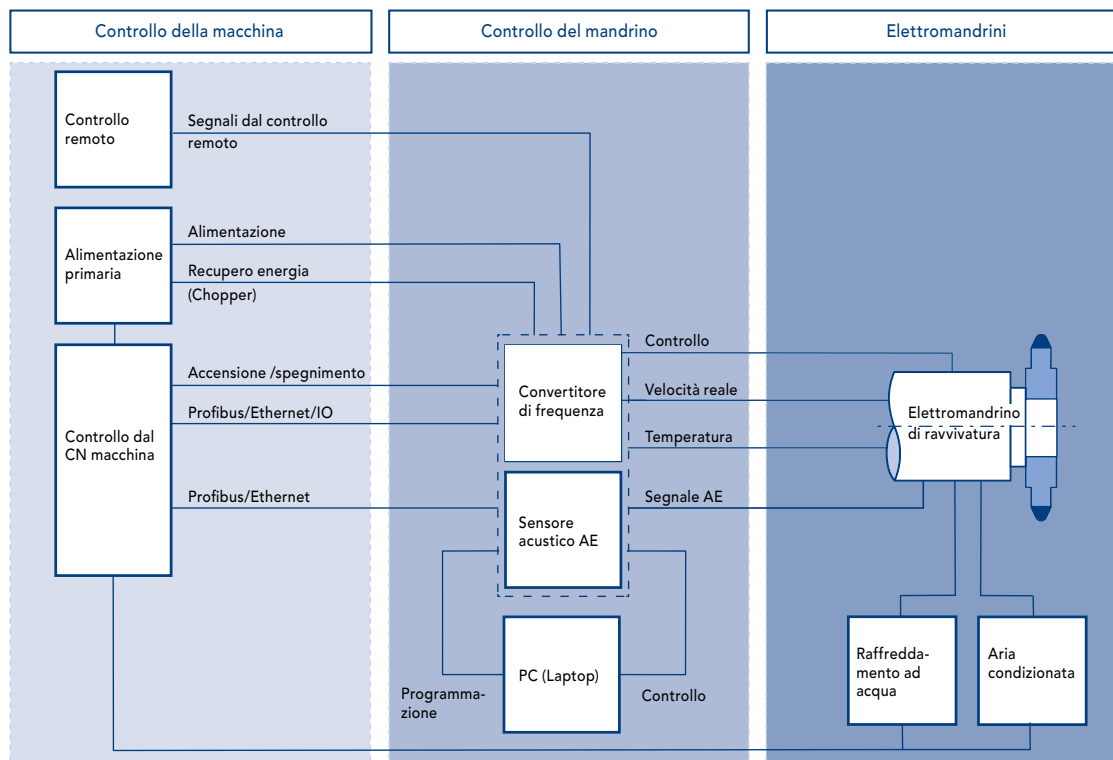 Controllo della macchina
Controllo del mandrino
Elettromandrini
Controllo
remoto
Segnali dal controllo
remoto
Alimentazione
primaria
Alimentazione
Recupero energia
(Chopper)
Controllo dal
CN macchina
Accensione /spegnimento
Profibus/Ethernet/IO
Profibus/Ethernet
Convertitore
di frequenza
Sensore
acustico AE
PC (Laptop)
Programma-
zione
Controllo
Controllo
Velocità reale
Temperatura
Segnale AE
Elettromandrino
di ravvivatura
Raffredda-
mento ad
acqua
Aria
condizionata